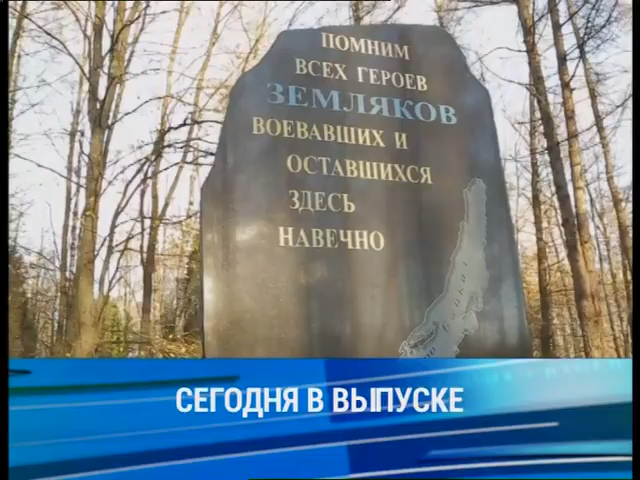 ПОМНИМ
ВСЕХ ГЕРОЕВ
ЗЕМЛЯКОВ
ВОЕВАВШИХ И
ОСТАВШИХСЯ
ЗДЕСЬ
НАВЕЧНО
СЕГОДНЯ В ВЫПУСКЕ